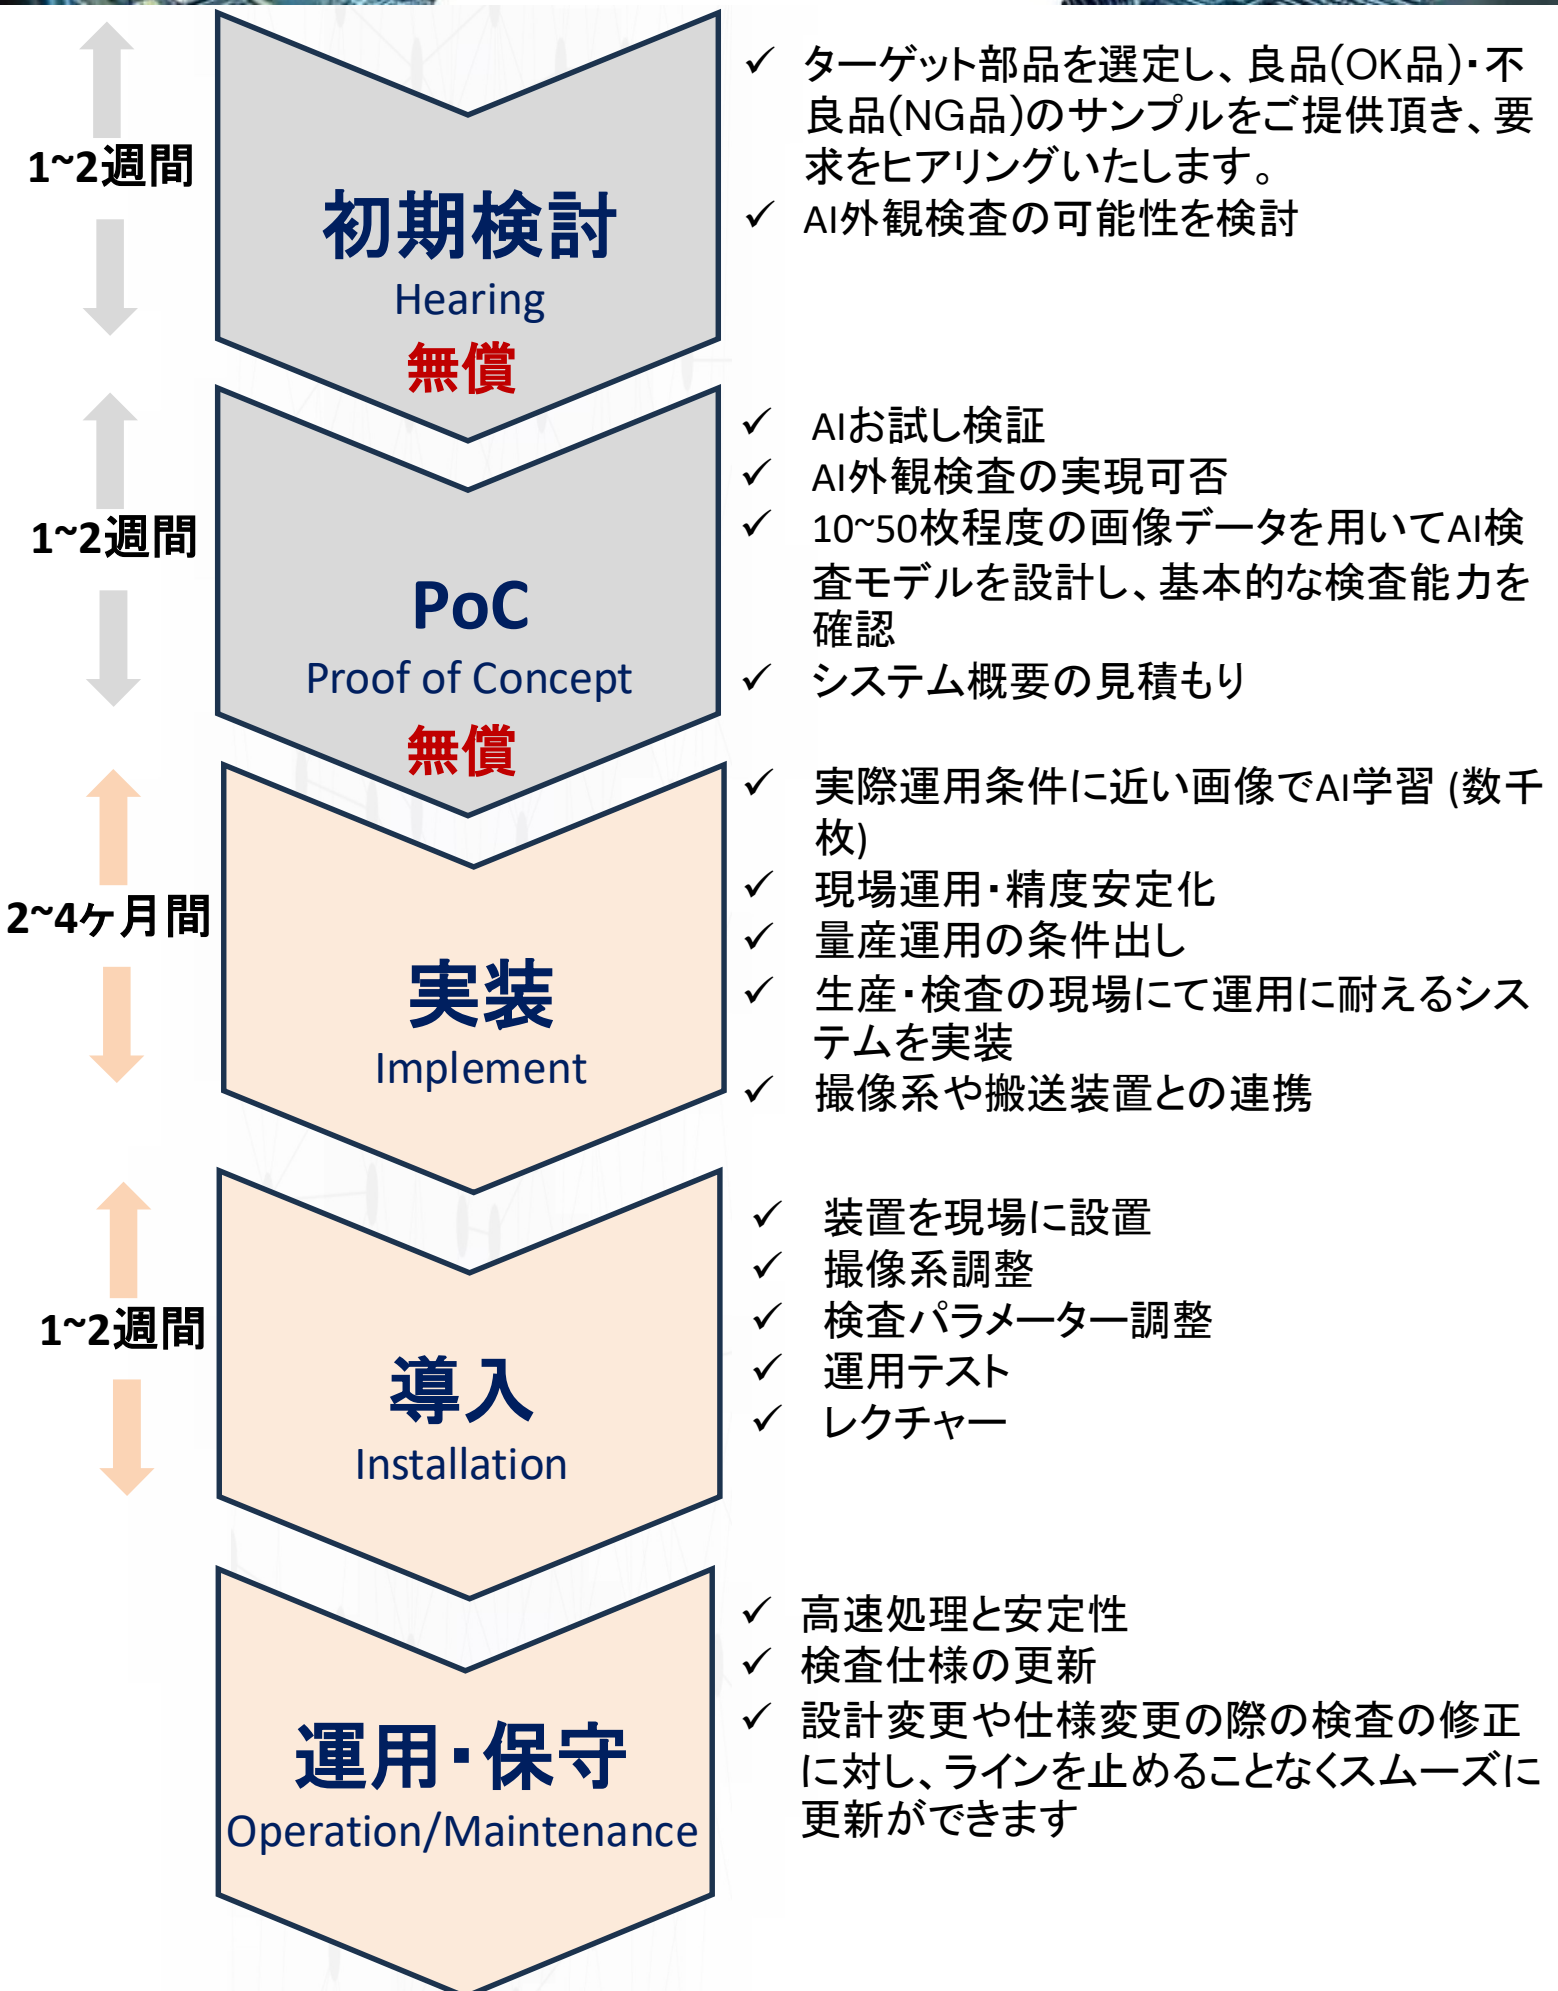 1~2週間
初期検討
Hearing
無償
✓ ターゲット部品を選定し、良品(OK品)・不
良品(NG品)のサンプルをご提供頂き、要
求をヒアリングいたします。
✓ AI外観検査の可能性を検討
1~2週間
PoC
Proof of Concept
無償
✓ AIお試し検証
✓ AI外観検査の実現可否
✓ 10~50枚程度の画像データを用いてAI検
査モデルを設計し、基本的な検査能力を
確認
✓ システム概要の見積もり
2~4ヶ月間
実装
Implement
✓ 実際運用条件に近い画像でAI学習 (数千
枚)
✓ 現場運用・精度安定化
✓ 量産運用の条件出し
✓ 生産・検査の現場にて運用に耐えるシス
テムを実装
✓ 撮像系や搬送装置との連携
1~2週間
導入
Installation
✓ 装置を現場に設置
✓ 撮像系調整
✓ 検査パラメーター調整
✓ 運用テスト
✓ レクチャー
運用・保守
Operation/Maintenance
✓ 高速処理と安定性
✓ 検査仕様の更新
✓ 設計変更や仕様変更の際の検査の修正
に対し、ラインを止めることなくスムーズに
更新ができます